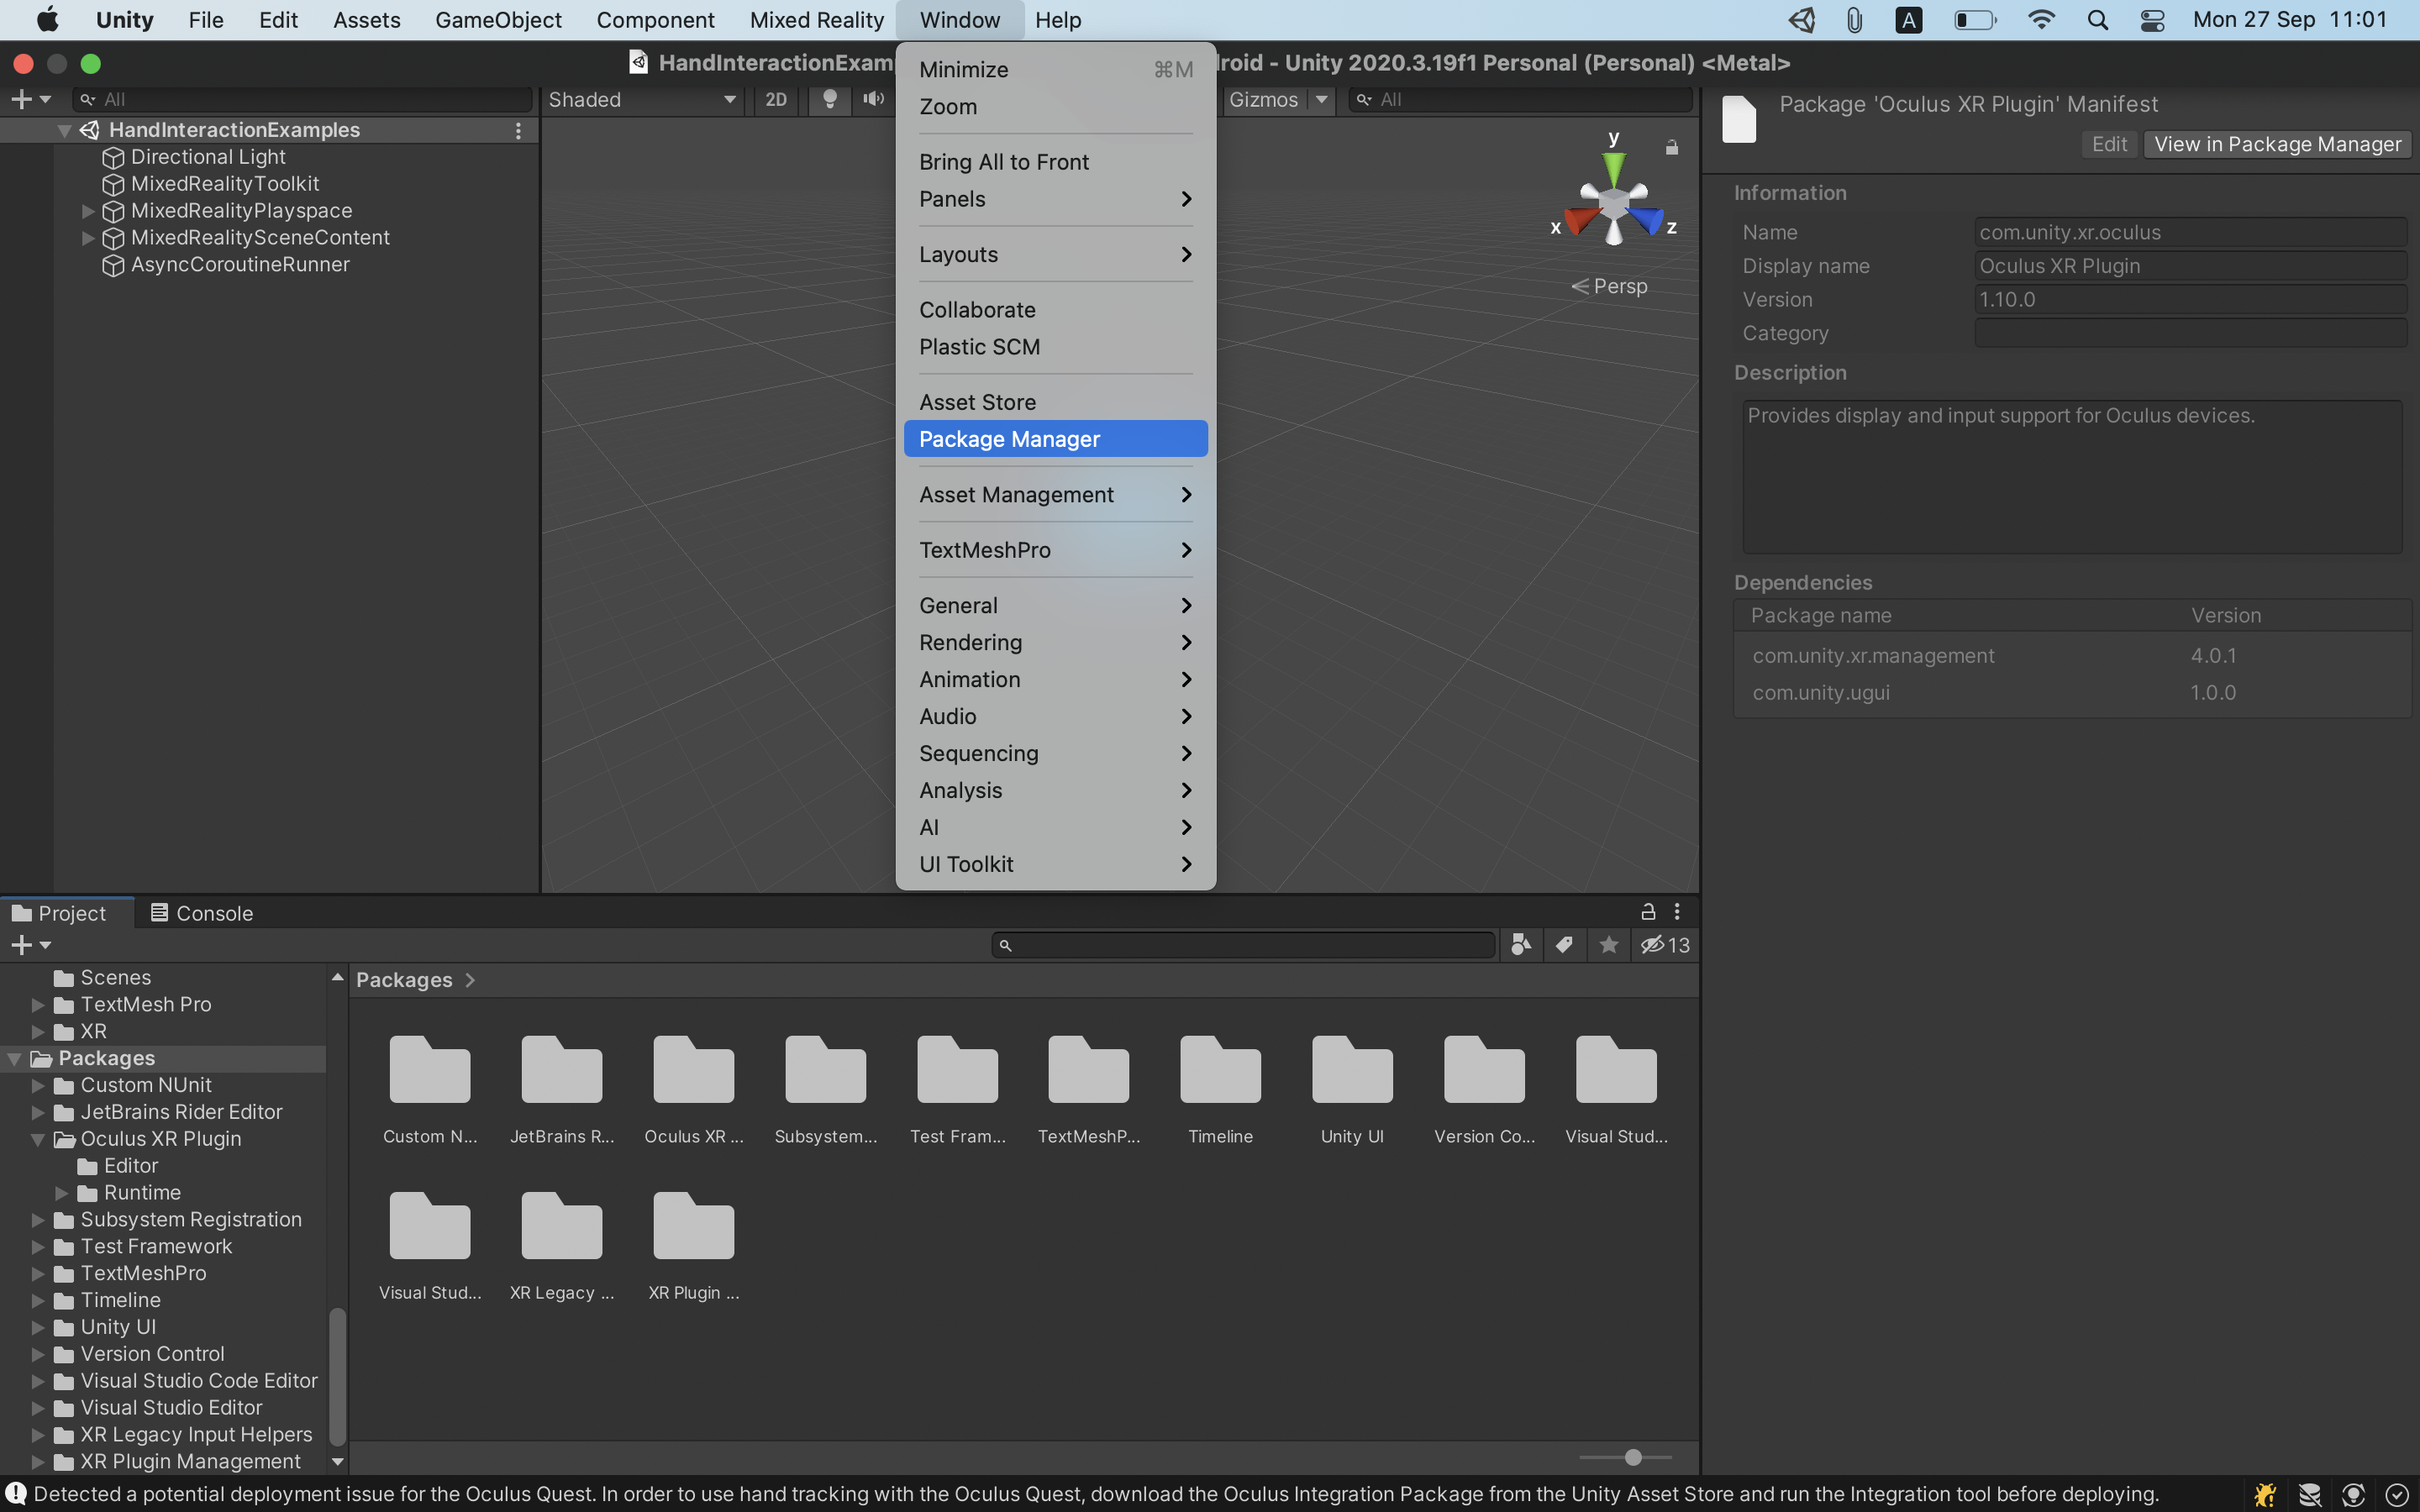 Unity File Edit Assets GameObject Component Mixed Reality Window Help A Mon 27 Sep 11:01
HandInteractionExam
roid - Unity 2020.3.19f1 Personal (Personal) <Metal>
All
HandInteractionExamples
Directional Light
MixedRealityToolkit
MixedRealityPlayspace
MixedRealitySceneContent
AsyncCoroutineRunner
Shaded 2D
Gizmos All
y
x z
Persp
Minimize ⌘M
Zoom
Bring All to Front
Panels
Layouts
Collaborate
Plastic SCM
Asset Store
Package Manager
Asset Management
TextMeshPro
General
Rendering
Animation
Audio
Sequencing
Analysis
AI
UI Toolkit
Package 'Oculus XR Plugin' Manifest
Edit View in Package Manager
Information
Name com.unity.xr.oculus
Display name Oculus XR Plugin
Version 1.10.0
Category
Description
Provides display and input support for Oculus devices.
Dependencies
Package name Version
com.unity.xr.management 4.0.1
com.unity.ugui 1.0.0
Project Console
13
Scenes
TextMesh Pro
XR
Packages
Custom NUnit
JetBrains Rider Editor
Oculus XR Plugin
Editor
Runtime
Subsystem Registration
Test Framework
TextMeshPro
Timeline
Unity UI
Version Control
Visual Studio Code Editor
Visual Studio Editor
XR Legacy Input Helpers
XR Plugin Management
Packages >
Custom N... JetBrains R... Oculus XR ... Subsystem... Test Fram... TextMeshP... Timeline Unity UI Version Co... Visual Stud...
Visual Stud... XR Legacy ... XR Plugin ...
Detected a potential deployment issue for the Oculus Quest. In order to use hand tracking with the Oculus Quest, download the Oculus Integration Package from the Unity Asset Store and run the Integration tool before deploying.